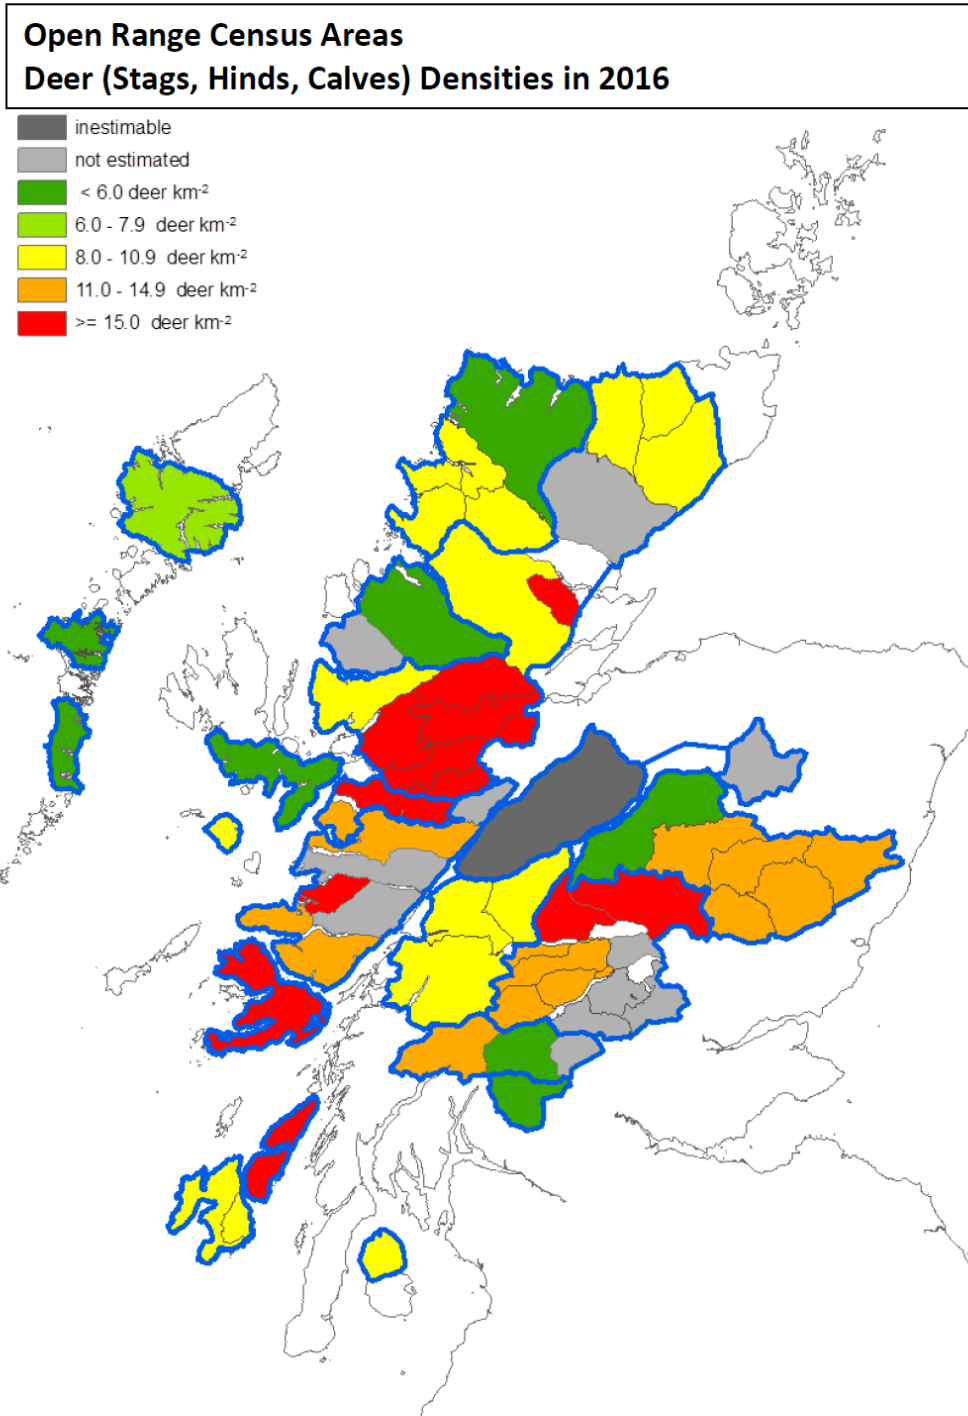 Open Range Census Areas
Deer (Stags, Hinds, Calves) Densities in 2016
inestimable
not estimated
< 6.0 deer km-2
6.0 - 7.9 deer km-2
8.0 - 10.9 deer km-2
11.0 - 14.9 deer km-2
>= 15.0 deer km-2